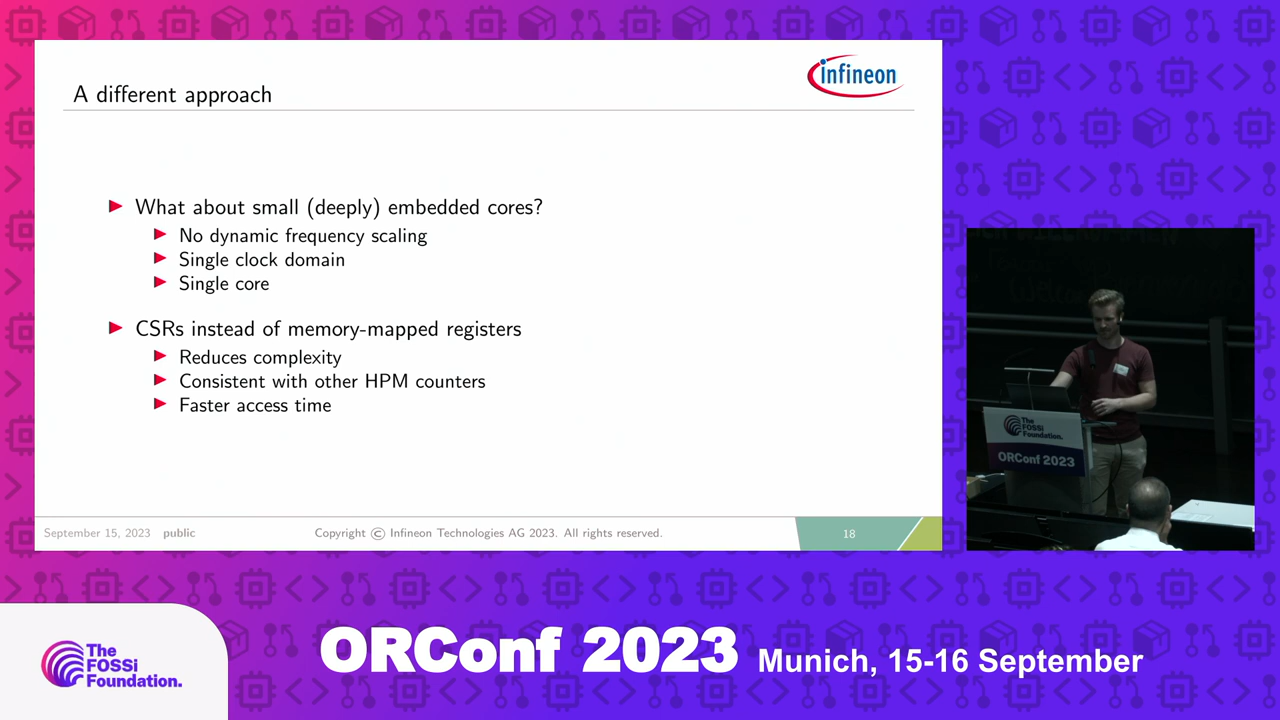 A different approach
infineon
What about small (deeply) embedded cores?
No dynamic frequency scaling
Single clock domain
Single core
CSRs instead of memory-mapped registers
Reduces complexity
Consistent with other HPM counters
Faster access time
September 15, 2023 public Copyright © Infineon Technologies AG 2023. All rights reserved. 18
The
FOSSi
Foundation.
ORConf 2023
The
FOSSi
Foundation.
ORConf 2023 Munich, 15-16 September